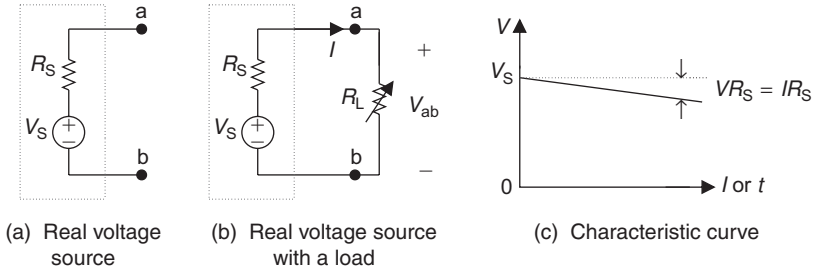 a
R_S
V_S
+
−
b
(a) Real voltage
source
a
I
R_S
V_S
+
−
R_L
+
V_ab
−
b
(b) Real voltage source
with a load
V
V_S
VR_S = IR_S
0
I or t
(c) Characteristic curve